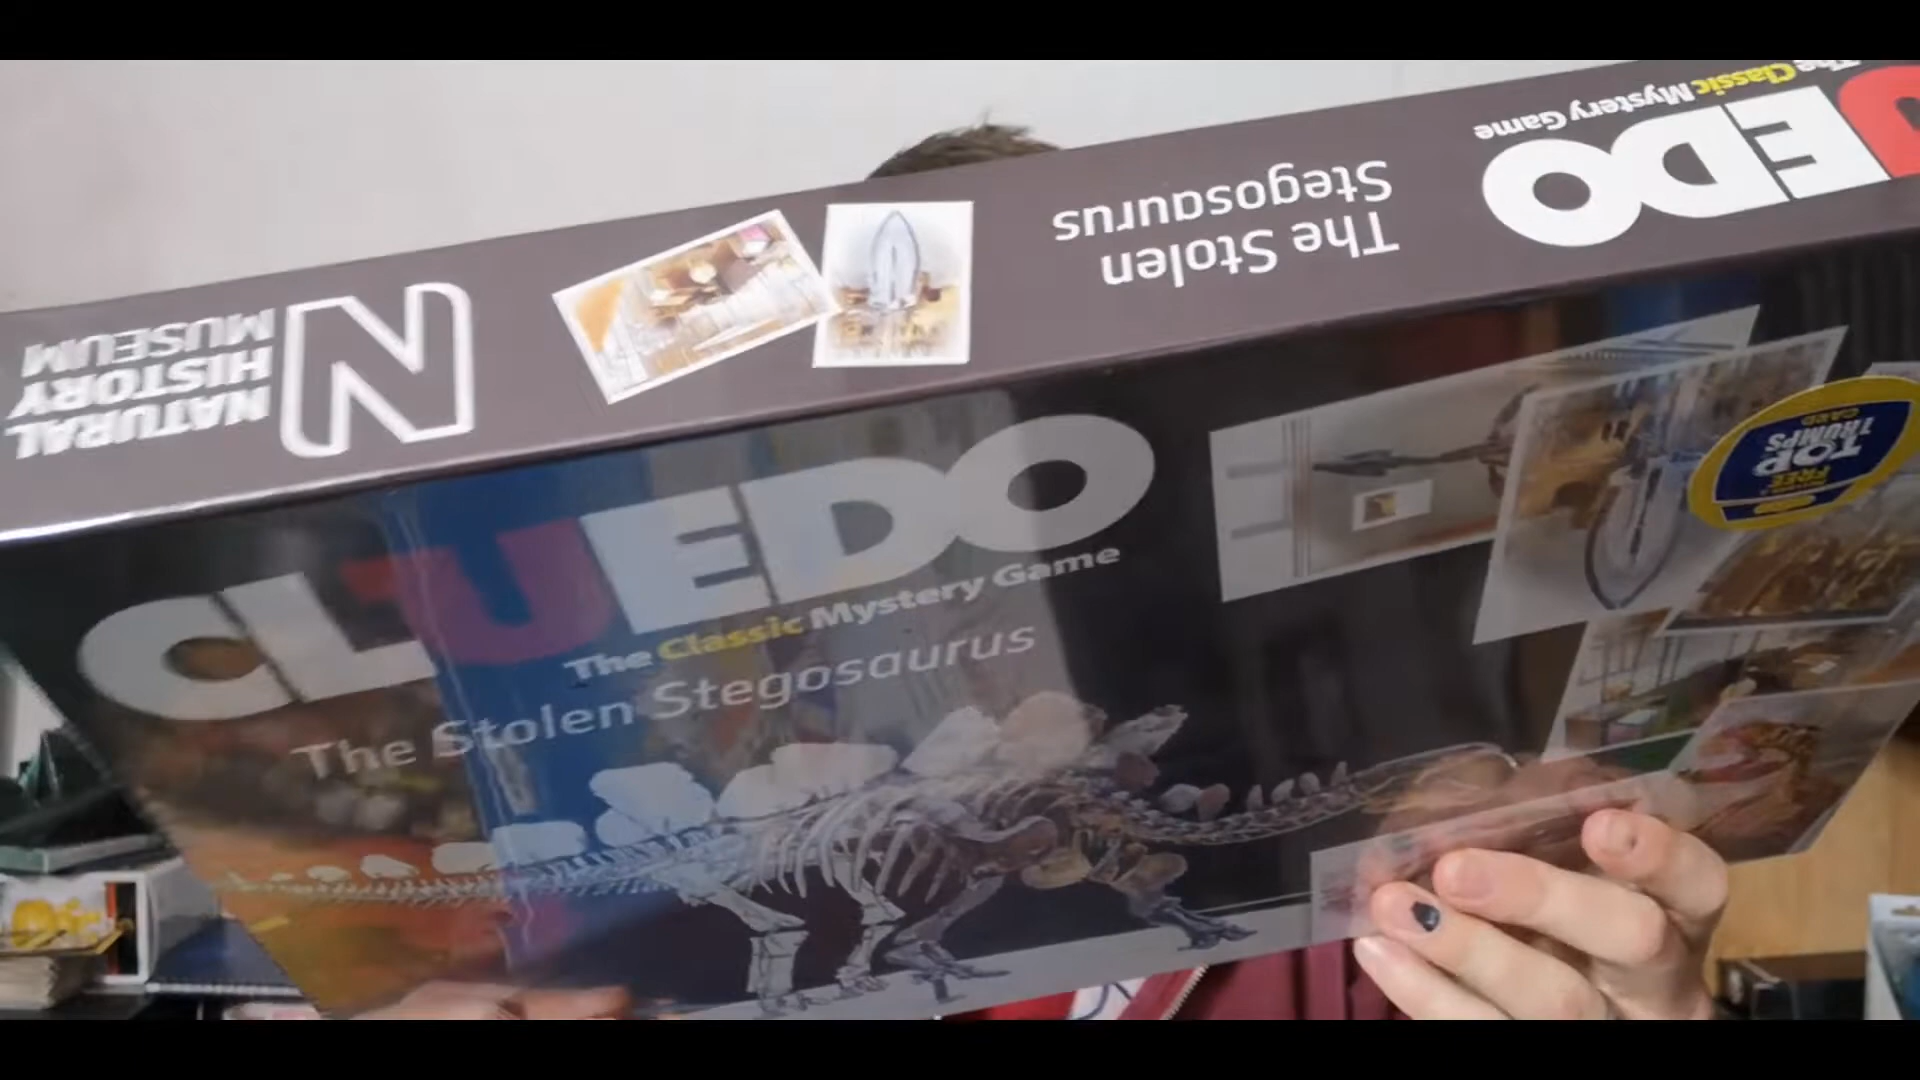 The Classic Mystery Game
UEDO
The Stolen
Stegosaurus
N
NATURAL
HISTORY
MUSEUM
CLUEDO
The Classic Mystery Game
The Stolen Stegosaurus
FREE
TOP
TRUMPS
CARD